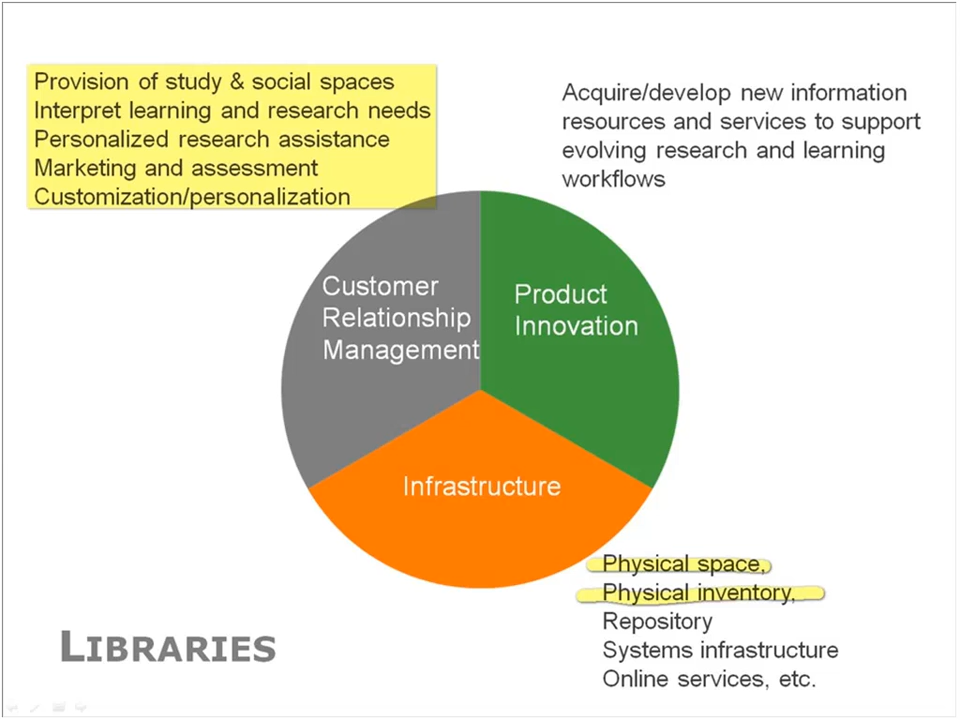 Provision of study & social spaces
Interpret learning and research needs
Personalized research assistance
Marketing and assessment
Customization/personalization
Acquire/develop new information
resources and services to support
evolving research and learning
workflows
Customer
Relationship
Management
Product
Innovation
Infrastructure
Physical space,
Physical inventory,
Repository
Systems infrastructure
Online services, etc.
LIBRARIES